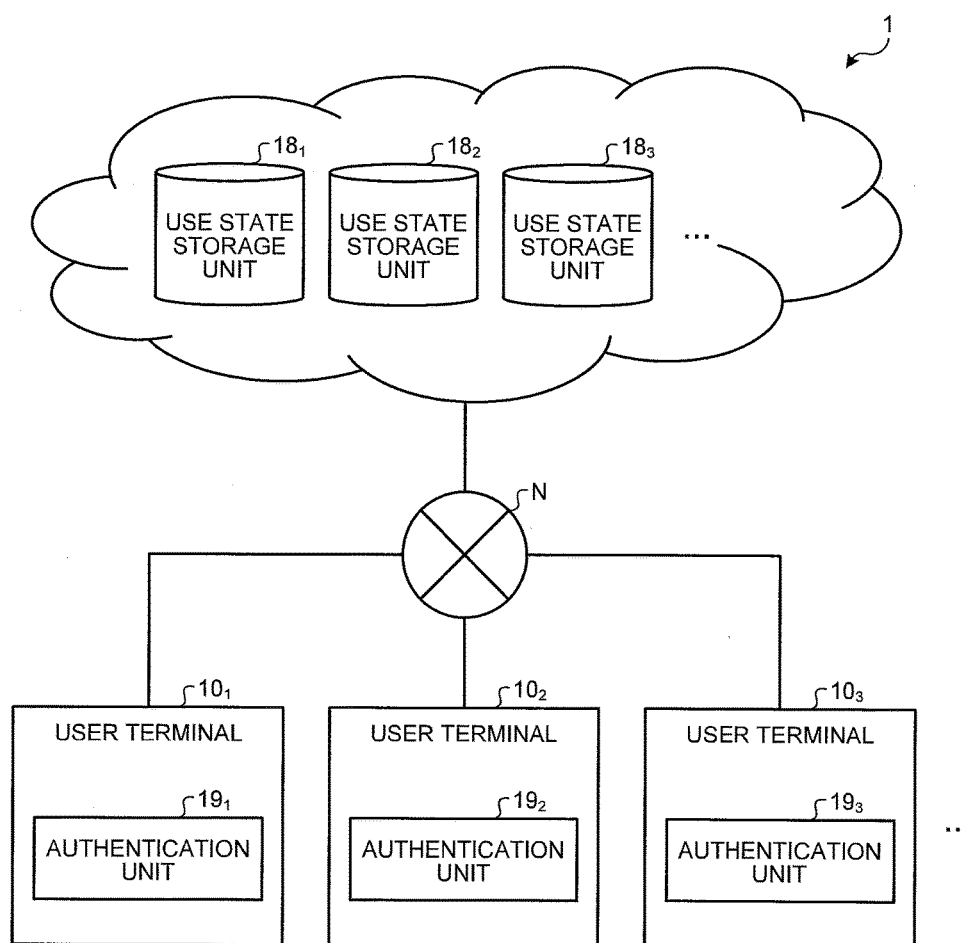 1
18₁ 18₂ 18₃
USE STATE USE STATE USE STATE
STORAGE STORAGE STORAGE
UNIT UNIT UNIT
...
N
10₁ 10₂ 10₃
USER TERMINAL USER TERMINAL USER TERMINAL
19₁ 19₂ 19₃
..
AUTHENTICATION AUTHENTICATION AUTHENTICATION
UNIT UNIT UNIT